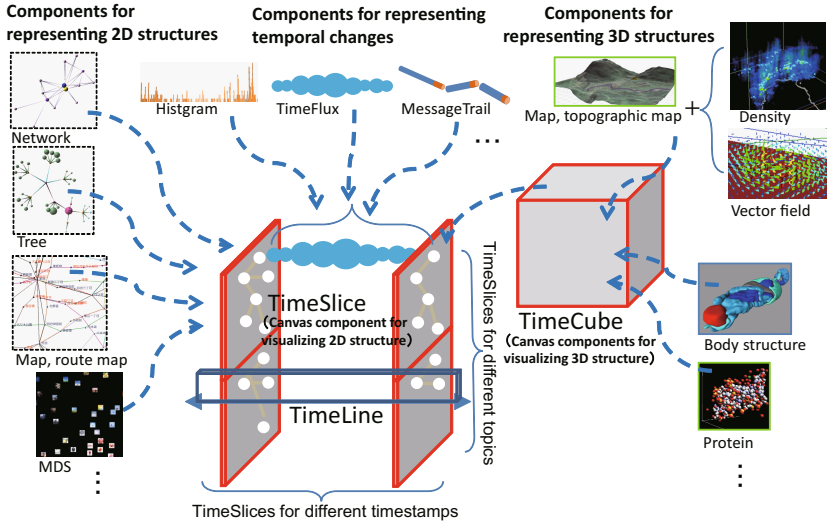 Components for
representing 2D structures
Components for representing
temporal changes
Components for
representing 3D structures
Network
Tree
Map, route map
MDS
Histgram
TimeFlux
MessageTrail
...
Map, topographic map
+
Density
Vector field
Body structure
Protein
TimeSlice
(Canvas component for
visualizing 2D structure)
TimeLine
TimeCube
(Canvas components for
visualizing 3D structure)
TimeSlices for different topics
TimeSlices for different timestamps